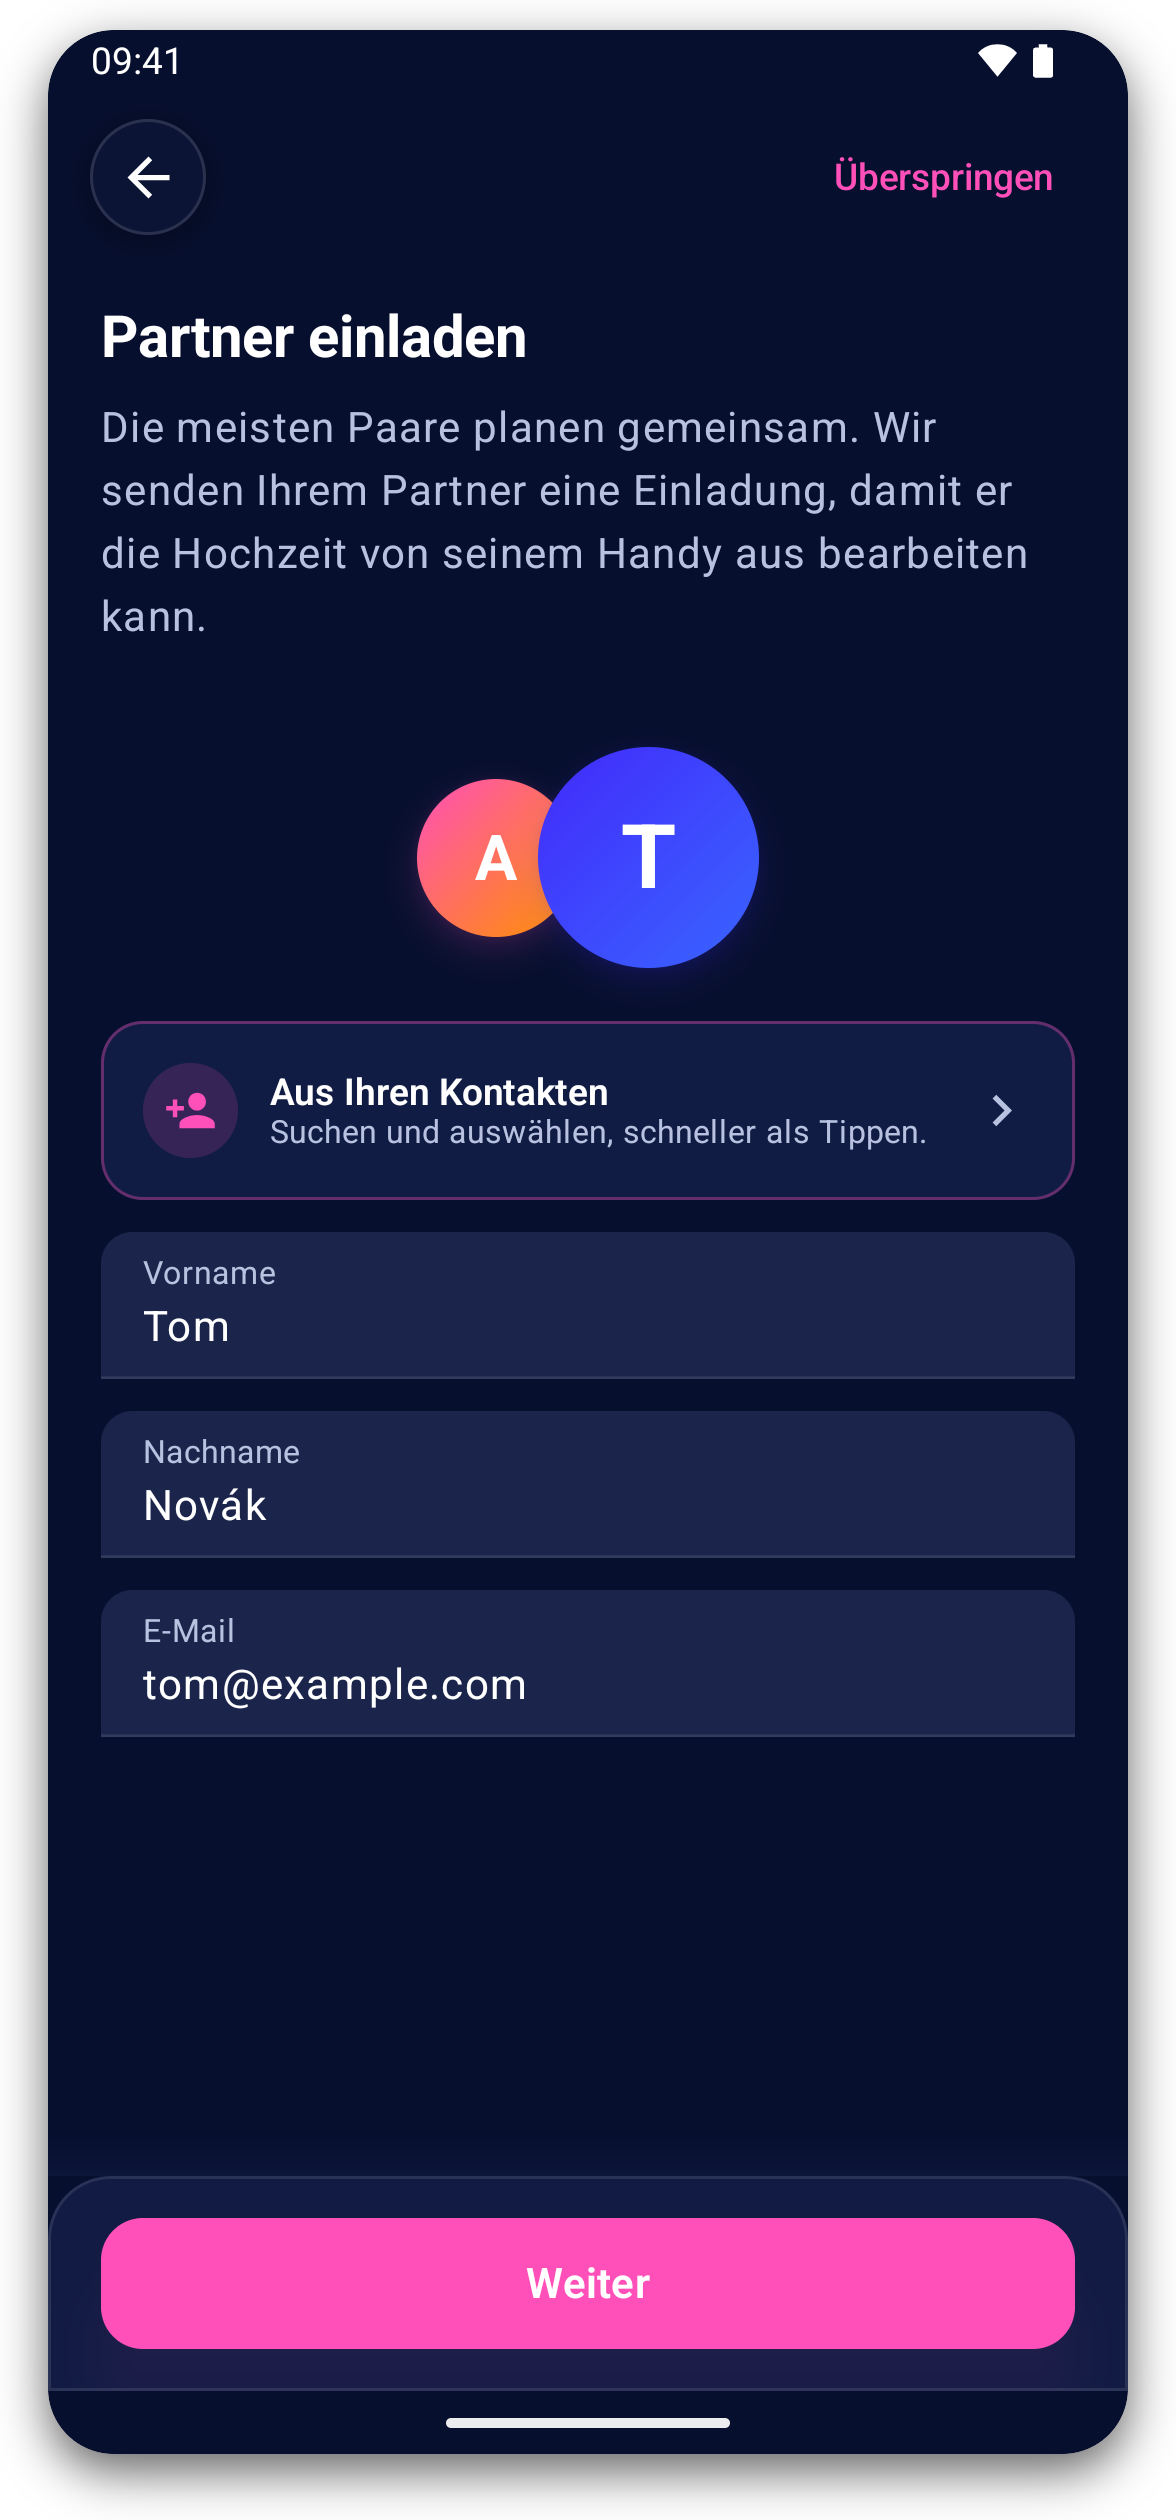 09:41
Überspringen
Partner einladen
Die meisten Paare planen gemeinsam. Wir
senden Ihrem Partner eine Einladung, damit er
die Hochzeit von seinem Handy aus bearbeiten
kann.
A
T
Aus Ihren Kontakten
Suchen und auswählen, schneller als Tippen.
Vorname
Tom
Nachname
Novák
E-Mail
tom@example.com
Weiter